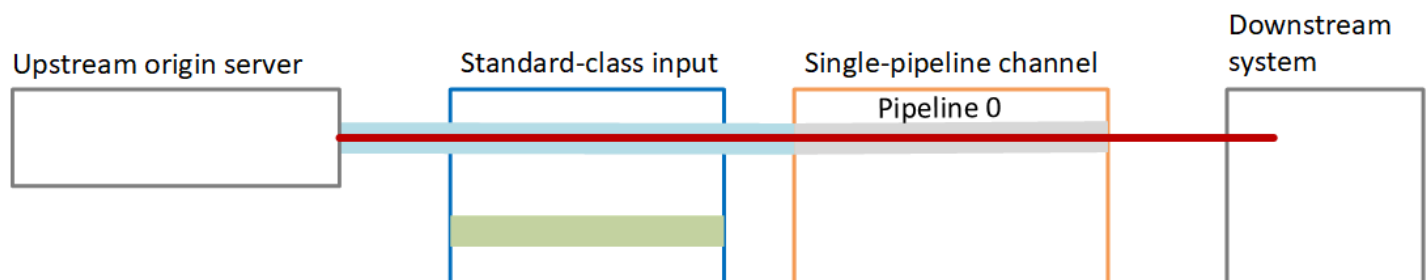 Upstream origin server
Standard-class input
Single-pipeline channel
Downstream
system
Pipeline 0